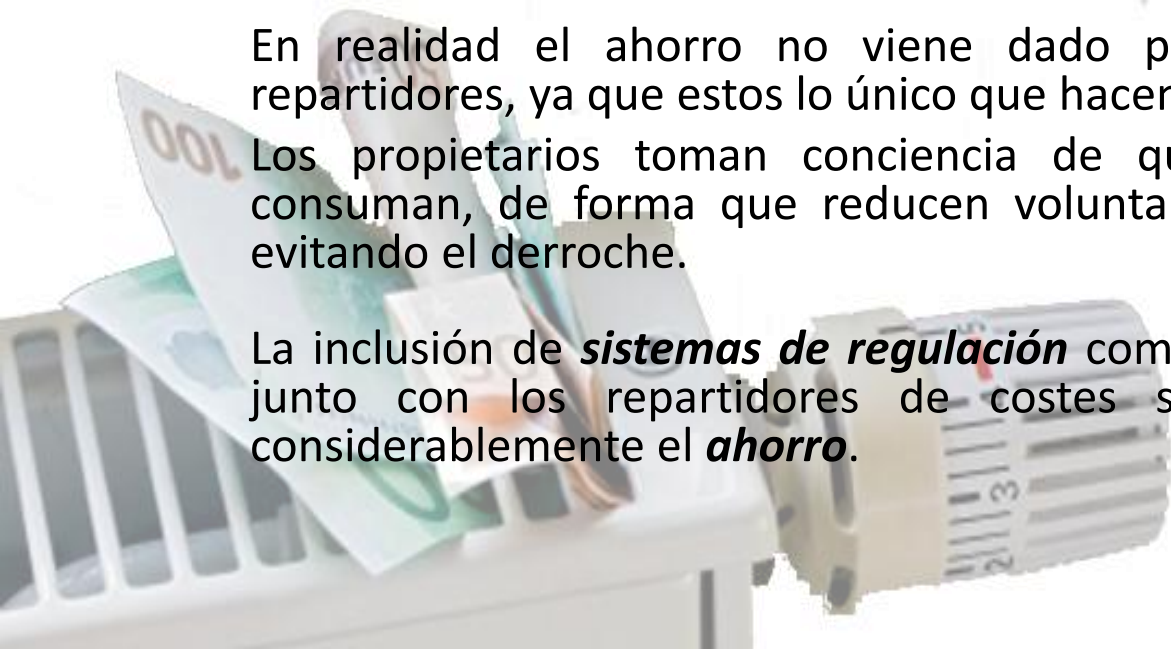 En realidad el ahorro no viene dado p
repartidores, ya que estos lo único que hacen
Los propietarios toman conciencia de qu
consuman, de forma que reducen volunta
evitando el derroche.
La inclusión de sistemas de regulación com
junto con los repartidores de costes s
considerablemente el ahorro.
100
3
2